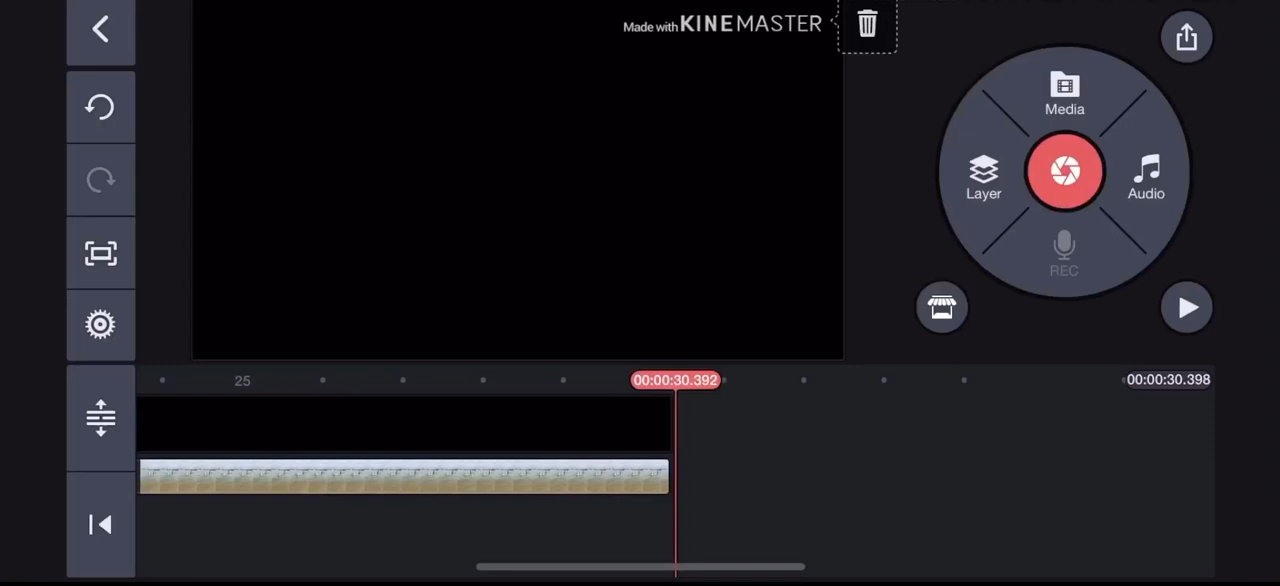 Made with KINEMASTER
Media
Layer
Audio
REC
25
00:00:30.392
00:00:30.398